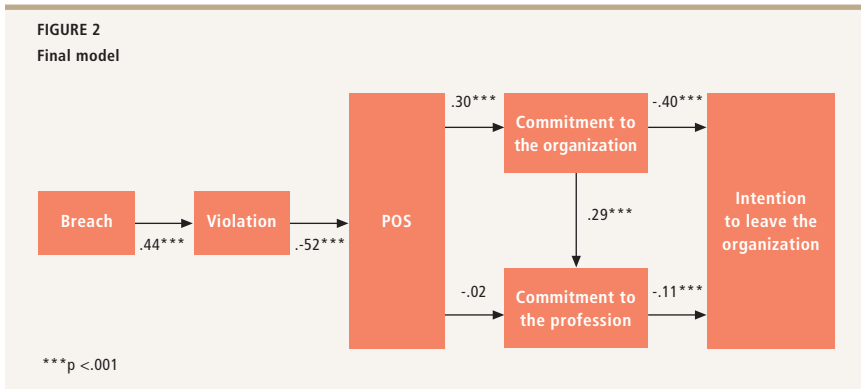 FIGURE 2
Final model
Breach
.44***
Violation
.-52***
POS
.30***
-.02
Commitment to
the organization
.29***
Commitment to
the profession
-.40***
-.11***
Intention
to leave the
organization
***p <.001